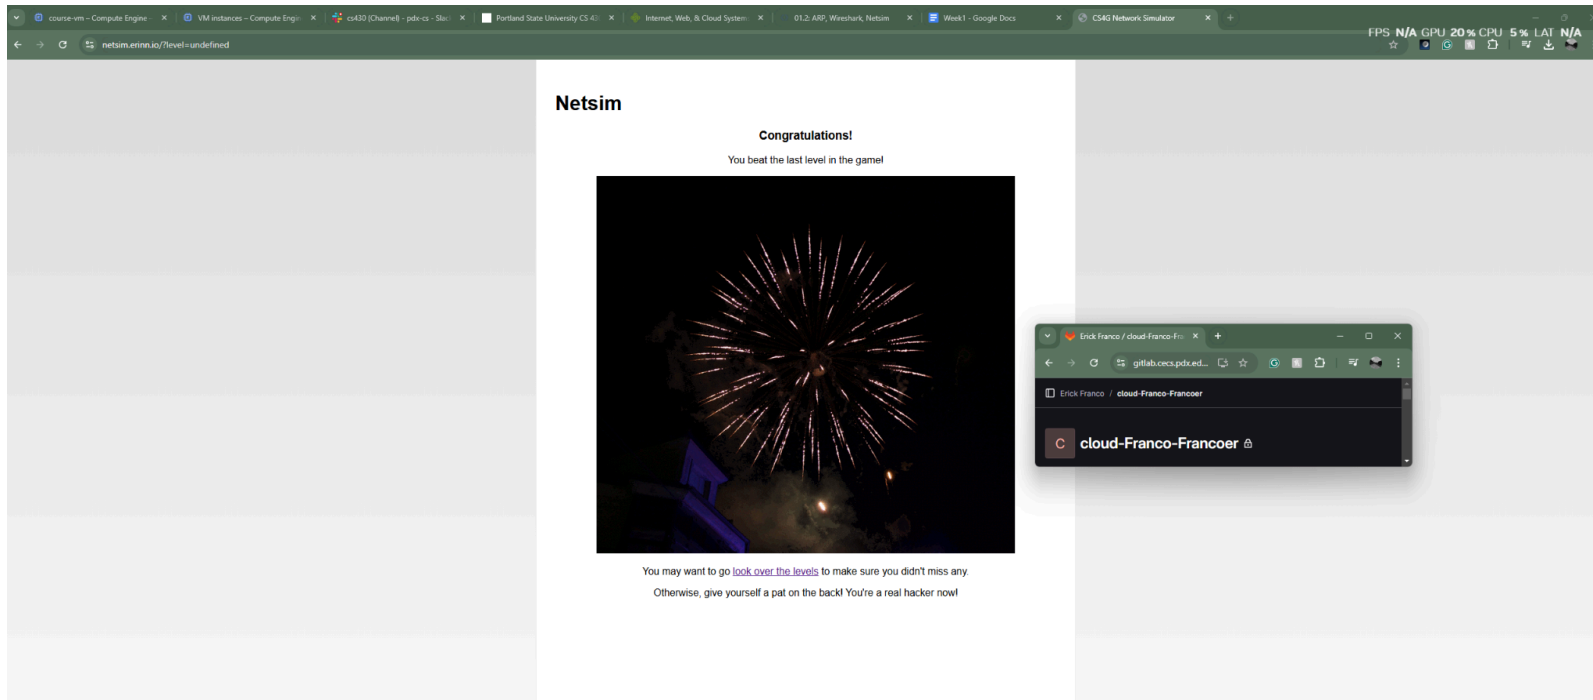 course-vm – Compute Engine -
VM instances – Compute Engin
cs430 (Channel) - pdx-cs - Slac
Portland State University CS 43
Internet, Web, & Cloud System
01.2: ARP, Wireshark, Netsim
Week1 - Google Docs
CS4G Network Simulator
netsim.erinn.io/?level=undefined
FPS N/A GPU 20 % CPU 5 % LAT N/A
Netsim
Congratulations!
You beat the last level in the game!
Erick Franco / cloud-Franco-Fra
gitlab.cecs.pdx.ed...
Erick Franco / cloud-Franco-Francoer
C cloud-Franco-Francoer
You may want to go look over the levels to make sure you didn't miss any.
Otherwise, give yourself a pat on the back! You're a real hacker now!